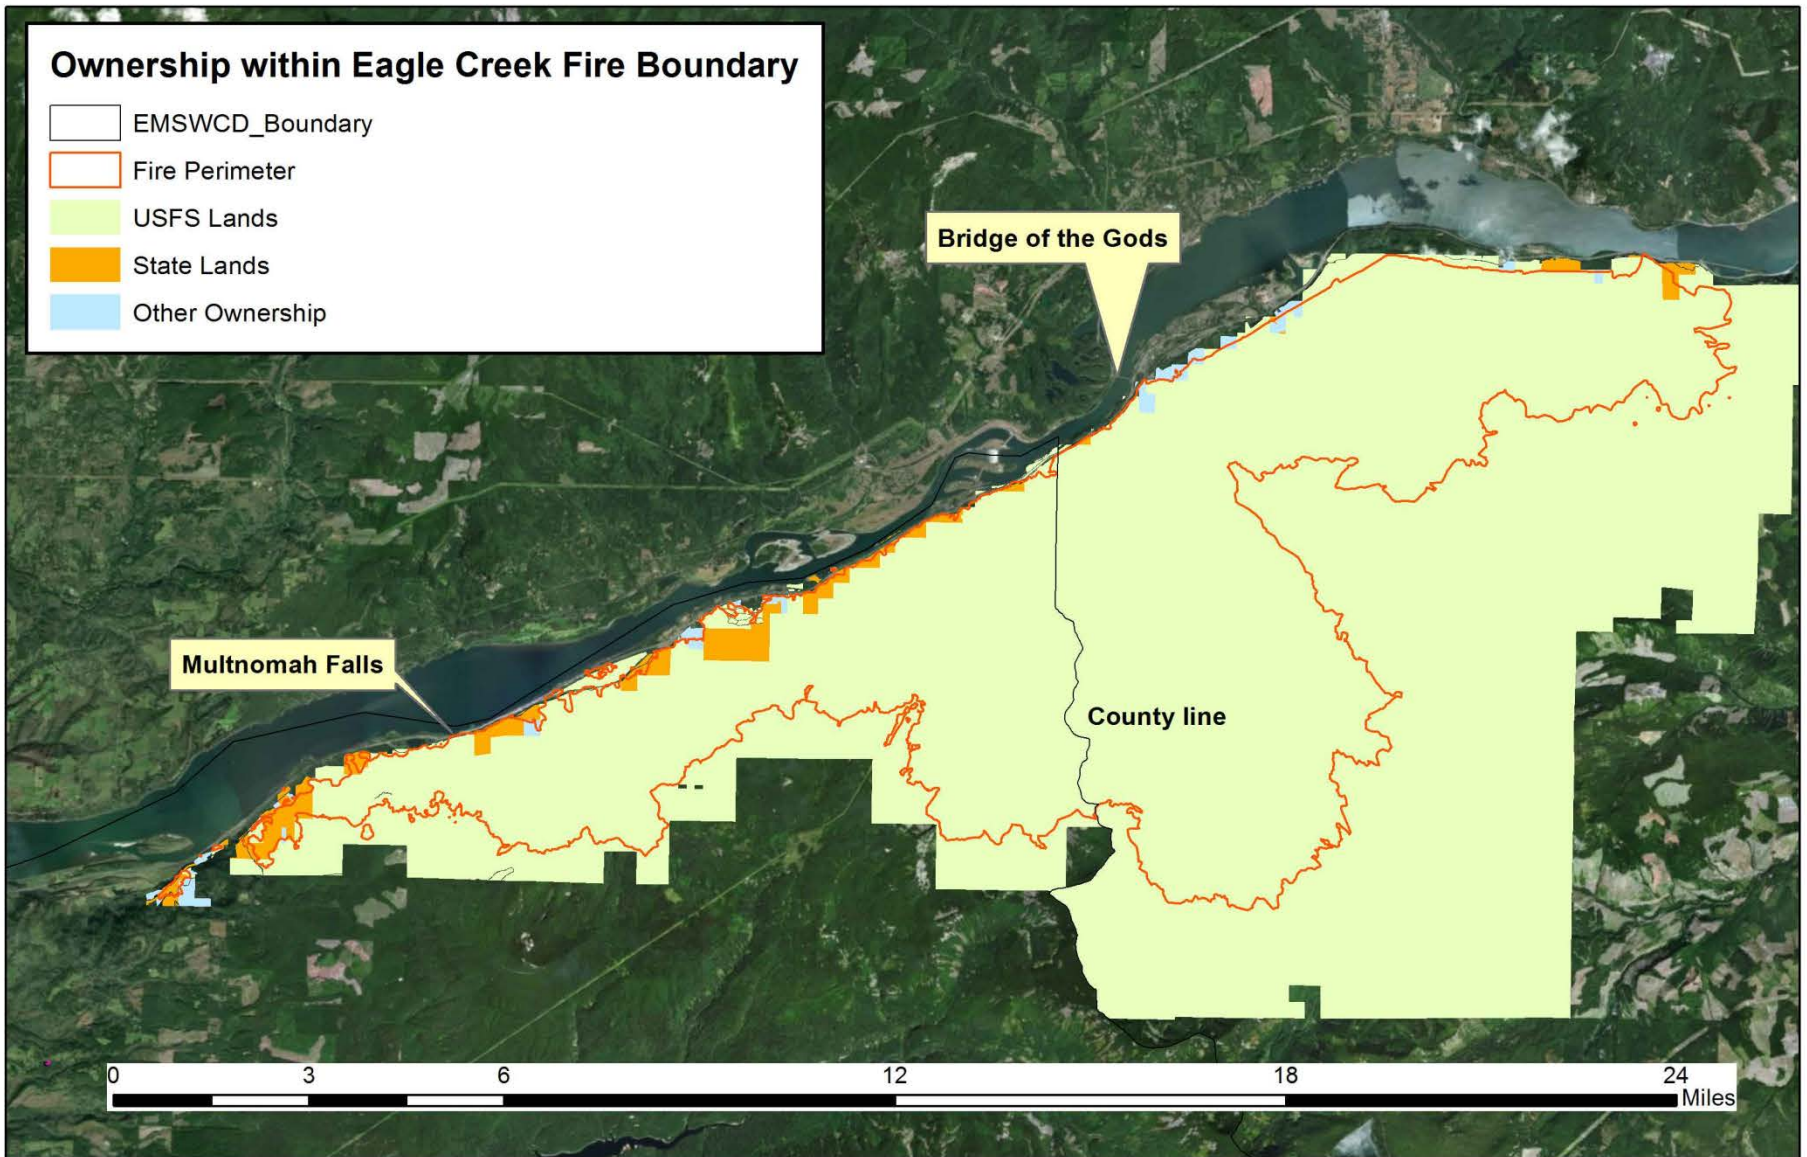 Ownership within Eagle Creek Fire Boundary
EMSWCD_Boundary
Fire Perimeter
USFS Lands
State Lands
Other Ownership
Bridge of the Gods
Multnomah Falls
County line
0 3 6 12 18 24
Miles